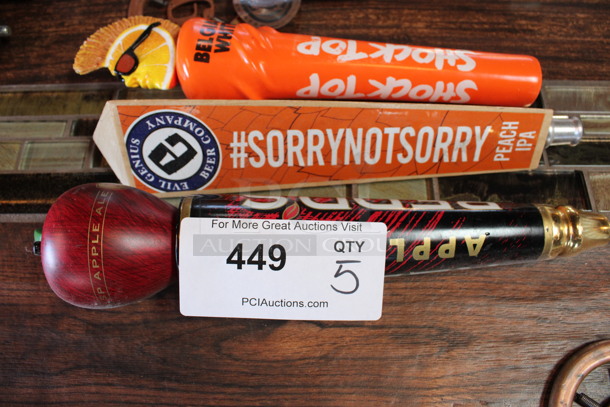 BELGIAN
WHITE
SHOCK TOP
SHOCK TOP
EVIL GENIUS
BEER COMPANY
#SORRYNOTSORRY
PEACH
IPA
REDD'S
APPLE
APPLE ALE
For More Great Auctions Visit
449
QTY
5
PCIAuctions.com